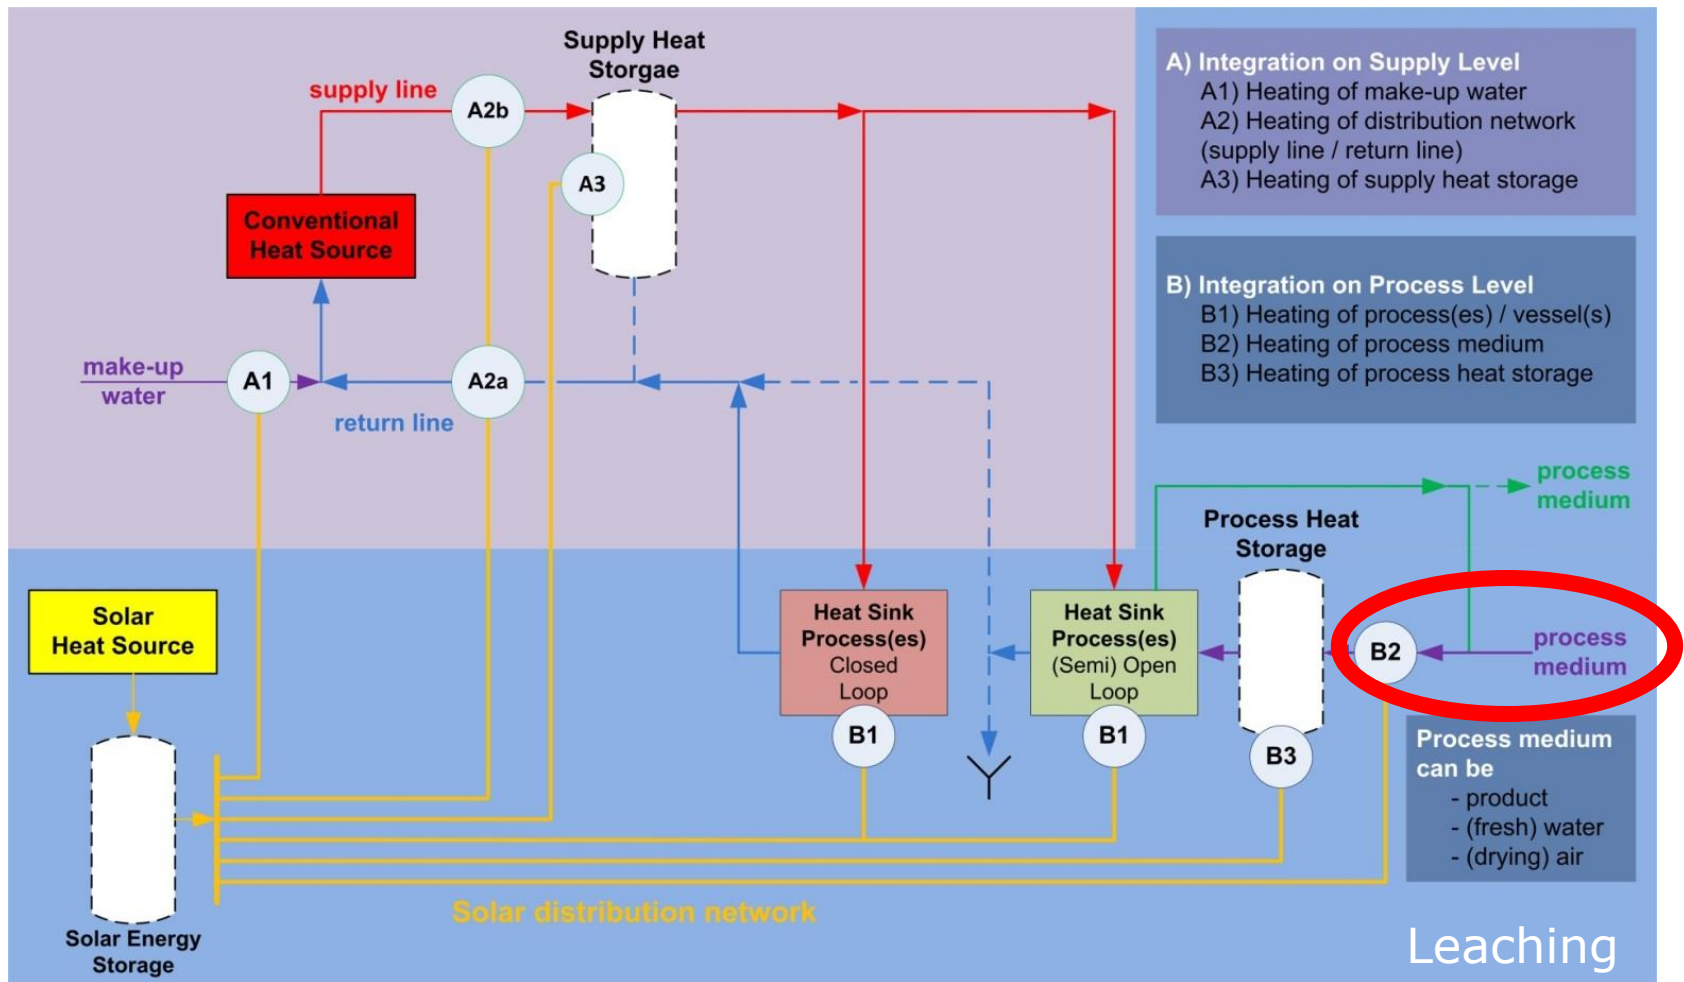 Supply Heat
Storgae
supply line
A2b
A3
Conventional
Heat Source
make-up
water
A1
A2a
return line
A) Integration on Supply Level
A1) Heating of make-up water
A2) Heating of distribution network
(supply line / return line)
A3) Heating of supply heat storage
B) Integration on Process Level
B1) Heating of process(es) / vessel(s)
B2) Heating of process medium
B3) Heating of process heat storage
process
medium
Process Heat
Storage
Solar
Heat Source
Heat Sink
Process(es)
Closed
Loop
B1
Heat Sink
Process(es)
(Semi) Open
Loop
B1
B3
B2
process
medium
Process medium
can be
- product
- (fresh) water
- (drying) air
Solar distribution network
Solar Energy
Storage
Leaching